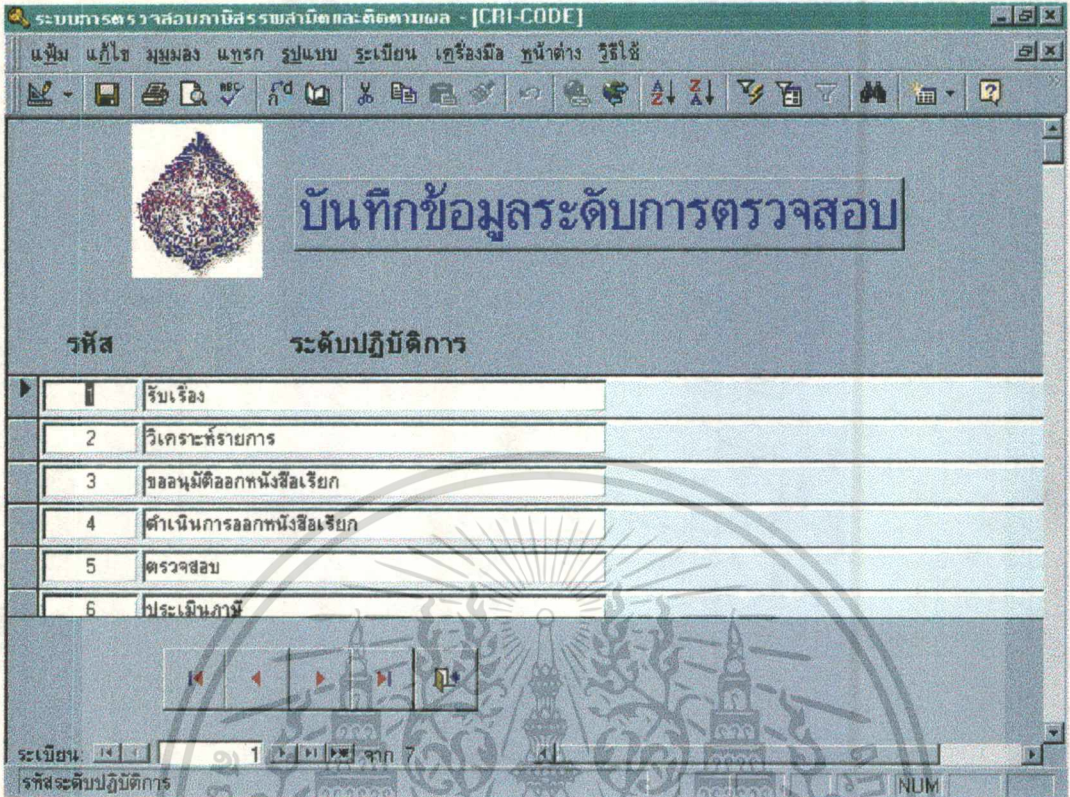 ระบบการตรวจสอบภาษีสรรพสามิตและติดตามผล - [CRI-CODE]
แฟ้ม แก้ไข มุมมอง แทรก รูปแบบ ระเบียน เครื่องมือ หน้าต่าง วิธีใช้
บันทึกข้อมูลระดับการตรวจสอบ
รหัส ระดับปฏิบัติการ
1 รับเรื่อง
2 วิเคราะห์รายการ
3 ขออนุมัติออกหนังสือเรียก
4 ดำเนินการออกหนังสือเรียก
5 ตรวจสอบ
6 ประเมินภาษี
ระเบียน: 1 จาก 7
รหัสระดับปฏิบัติการ NUM